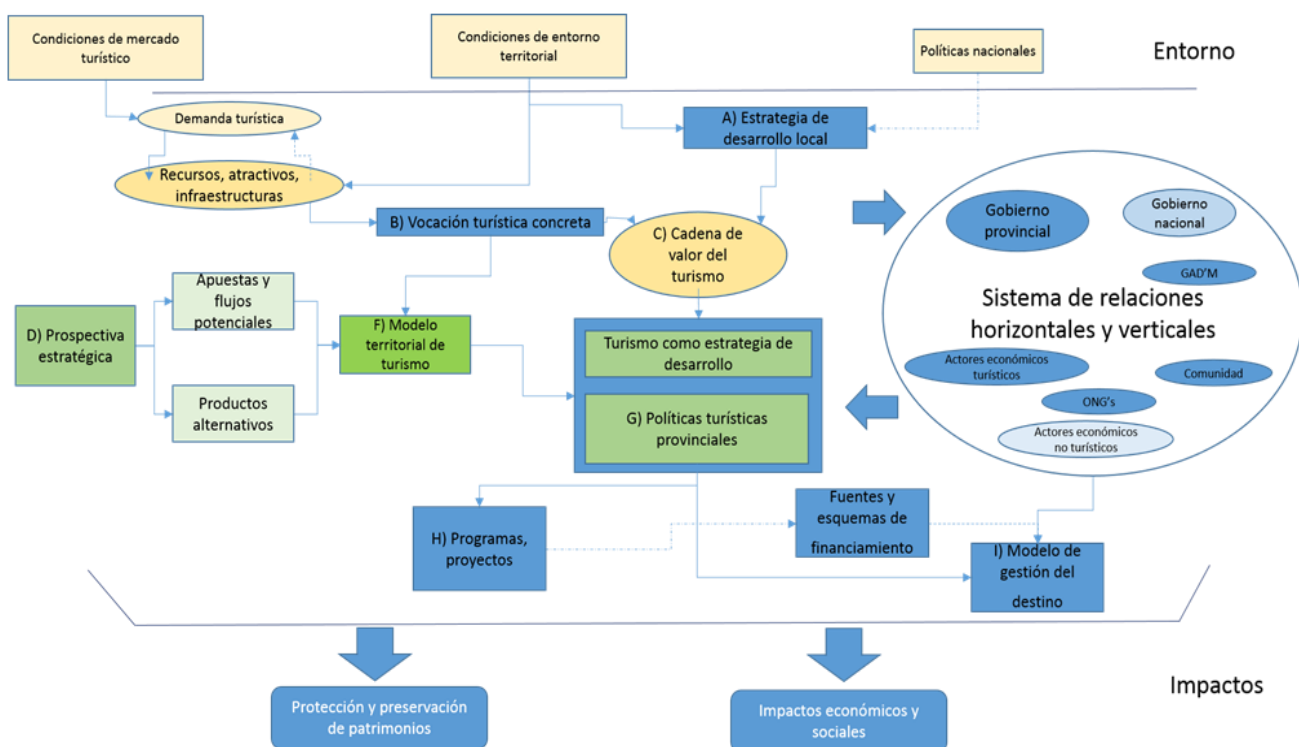 Condiciones de mercado
turístico
Condiciones de entorno
territorial
Políticas nacionales
Entorno
Demanda turística
A) Estrategia de
desarrollo local
Recursos, atractivos,
infraestructuras
B) Vocación turística concreta
C) Cadena de
valor del
turismo
Gobierno
provincial
Gobierno
nacional
GAD'M
Sistema de relaciones
horizontales y verticales
Actores económicos
turísticos
Comunidad
ONG's
Actores económicos
no turísticos
D) Prospectiva
estratégica
Apuestas y
flujos
potenciales
Productos
alternativos
F) Modelo
territorial de
turismo
Turismo como estrategia de
desarrollo
G) Políticas turísticas
provinciales
H) Programas,
proyectos
Fuentes y
esquemas de
financiamiento
I) Modelo de
gestión del
destino
Impactos
Protección y preservación
de patrimonios
Impactos económicos y
sociales